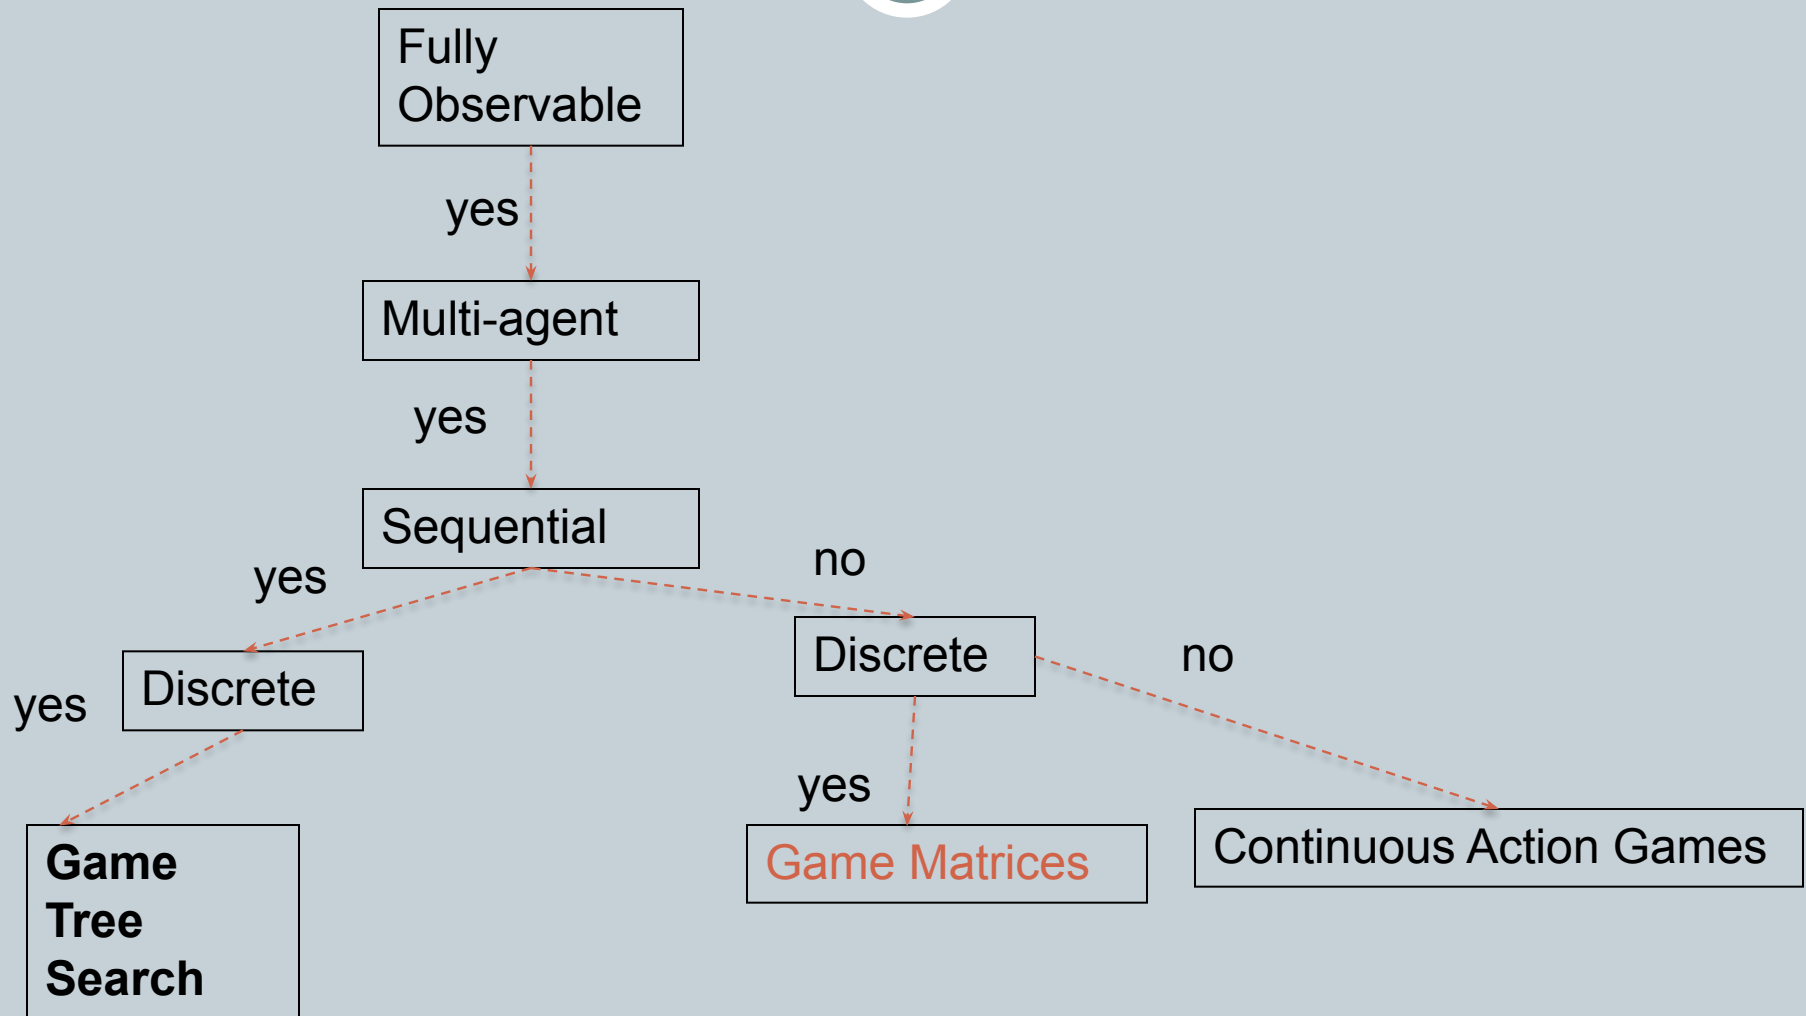 Fully
Observable
yes
Multi-agent
yes
Sequential
yes
no
Discrete
no
Discrete
yes
yes
Game Matrices
Continuous Action Games
Game
Tree
Search